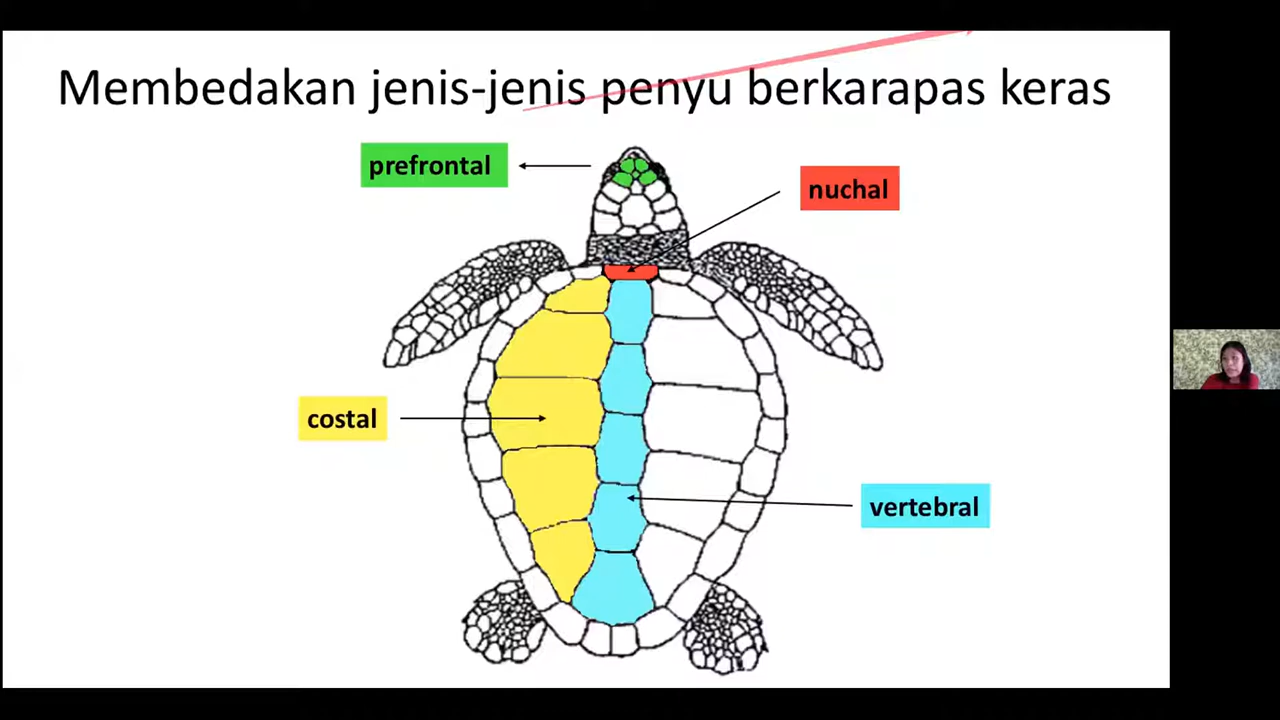 Membedakan jenis-jenis penyu berkarapas keras
prefrontal
nuchal
costal
vertebral